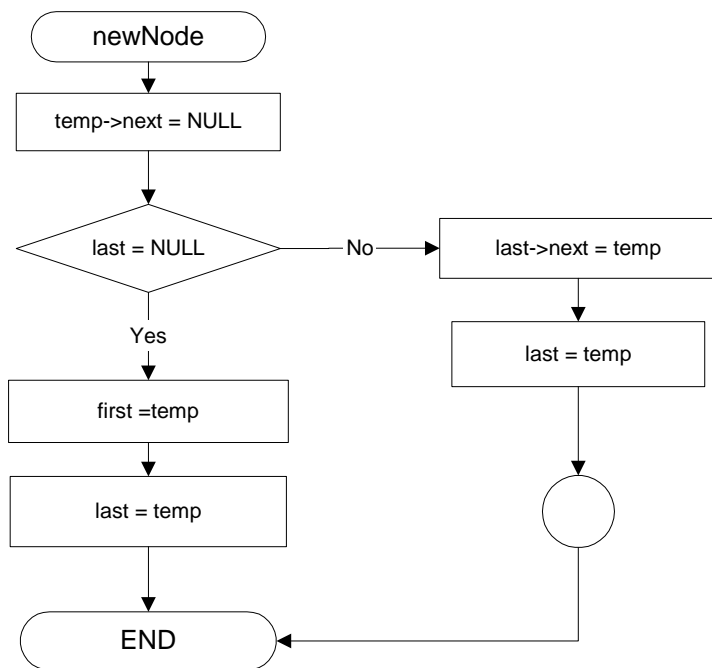 newNode
temp->next = NULL
last = NULL
No
last->next = temp
Yes
last = temp
first =temp
last = temp
END